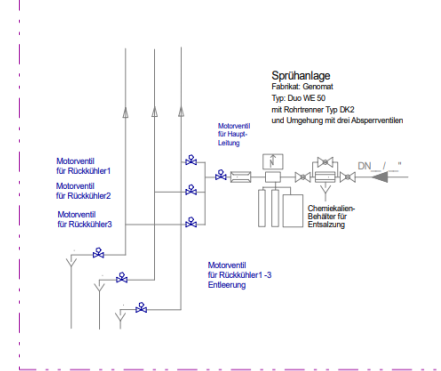 Sprühanlage
Fabrikat: Genomat
Typ: Duo WE 50
mit Rohrtrenner Typ DK2
und Umgehung mit drei Absperrventilen
Motorventil
für Haupt-
Leitung
Motorventil
für Rückkühler1
Motorventil
für Rückkühler2
Motorventil
für Rückkühler3
DN__/__"
Chemiekalien-
Behälter für
Entsalzung
Motorventil
für Rückkühler1 -3
Entleerung